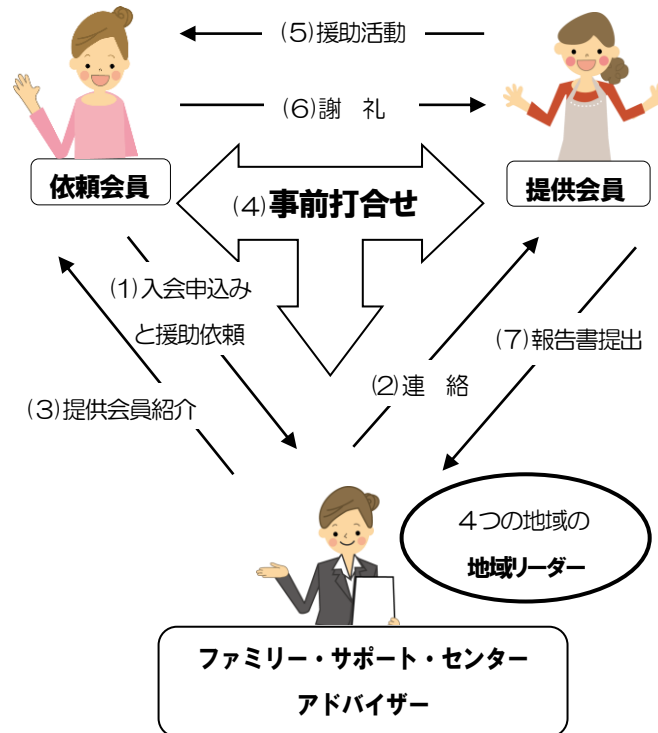 (5)援助活動
(6)謝　礼
依頼会員
(4)事前打合せ
提供会員
(1)入会申込み
と援助依頼
(7)報告書提出
(2)連　絡
(3)提供会員紹介
４つの地域の
地域リーダー
ファミリー・サポート・センター
アドバイザー